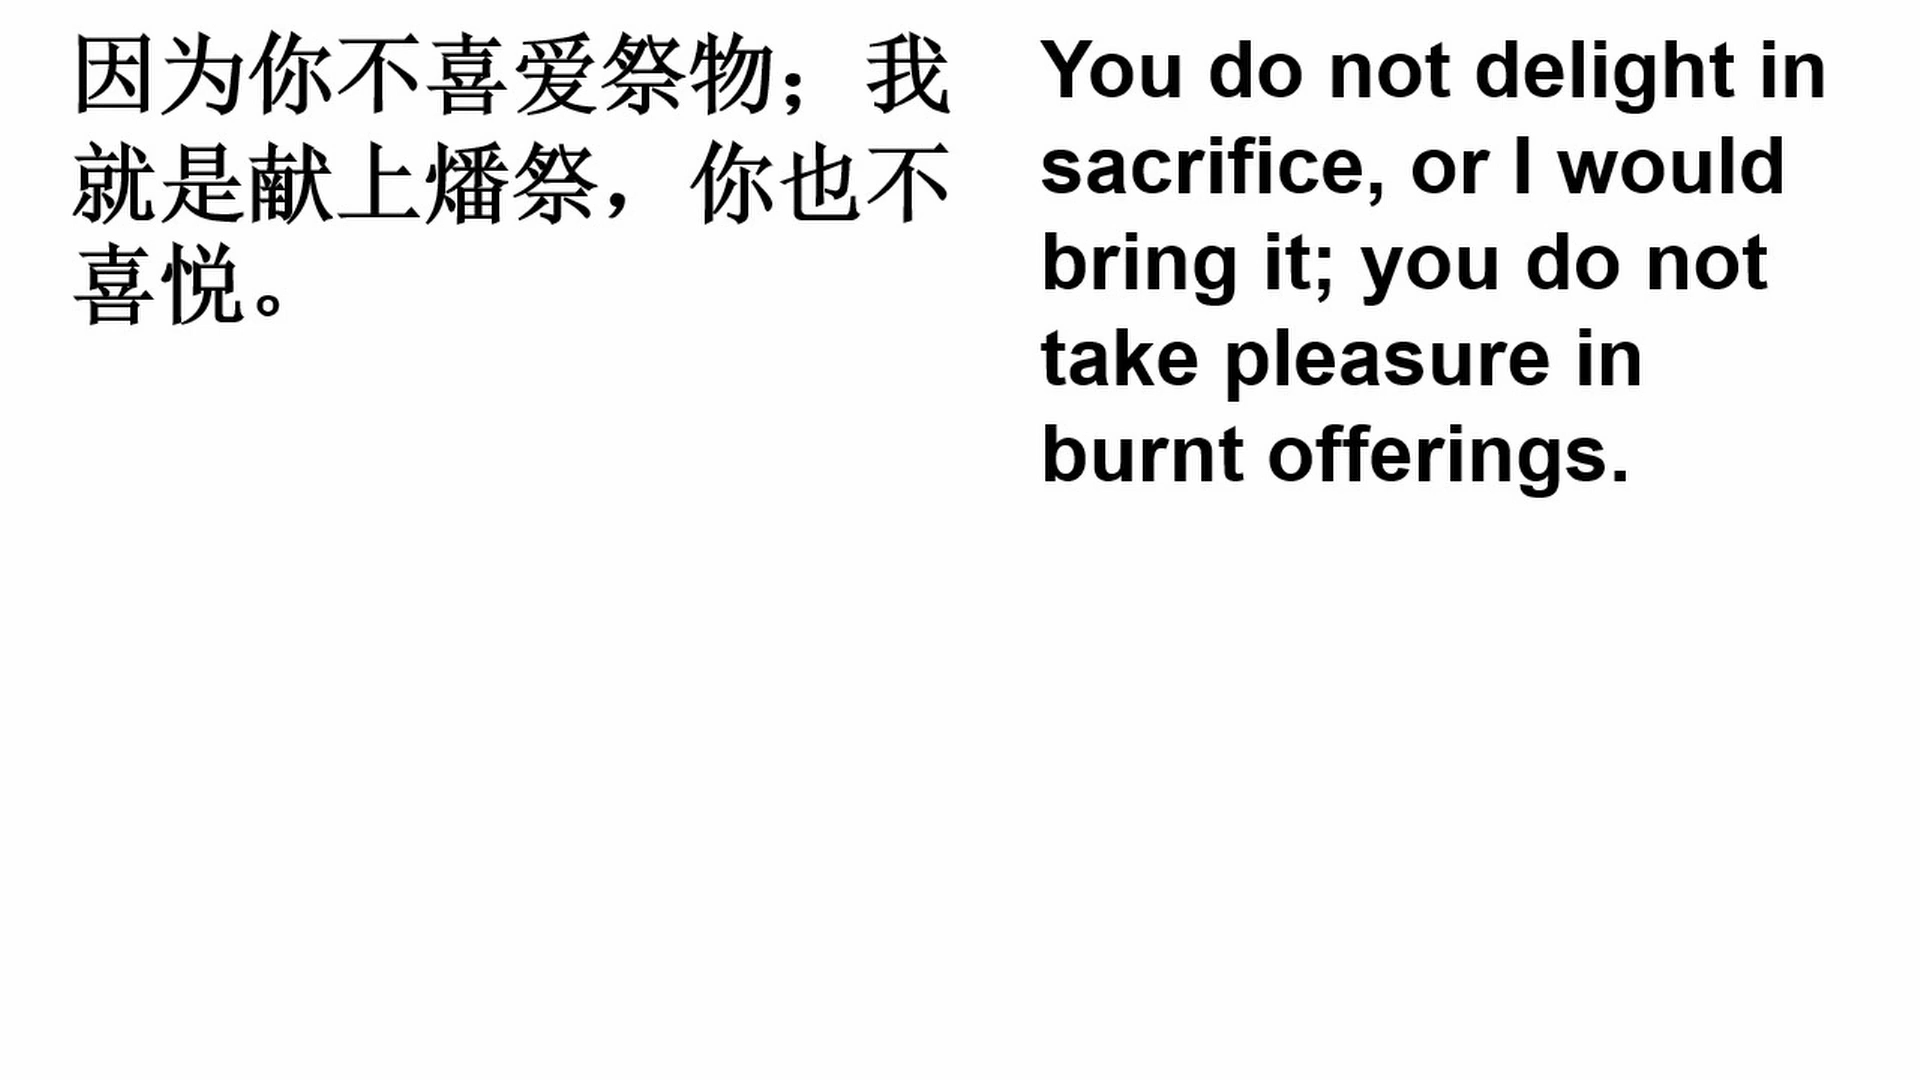 因为你不喜爱祭物；我
就是献上燔祭，你也不
喜悦。
You do not delight in
sacrifice, or I would
bring it; you do not
take pleasure in
burnt offerings.